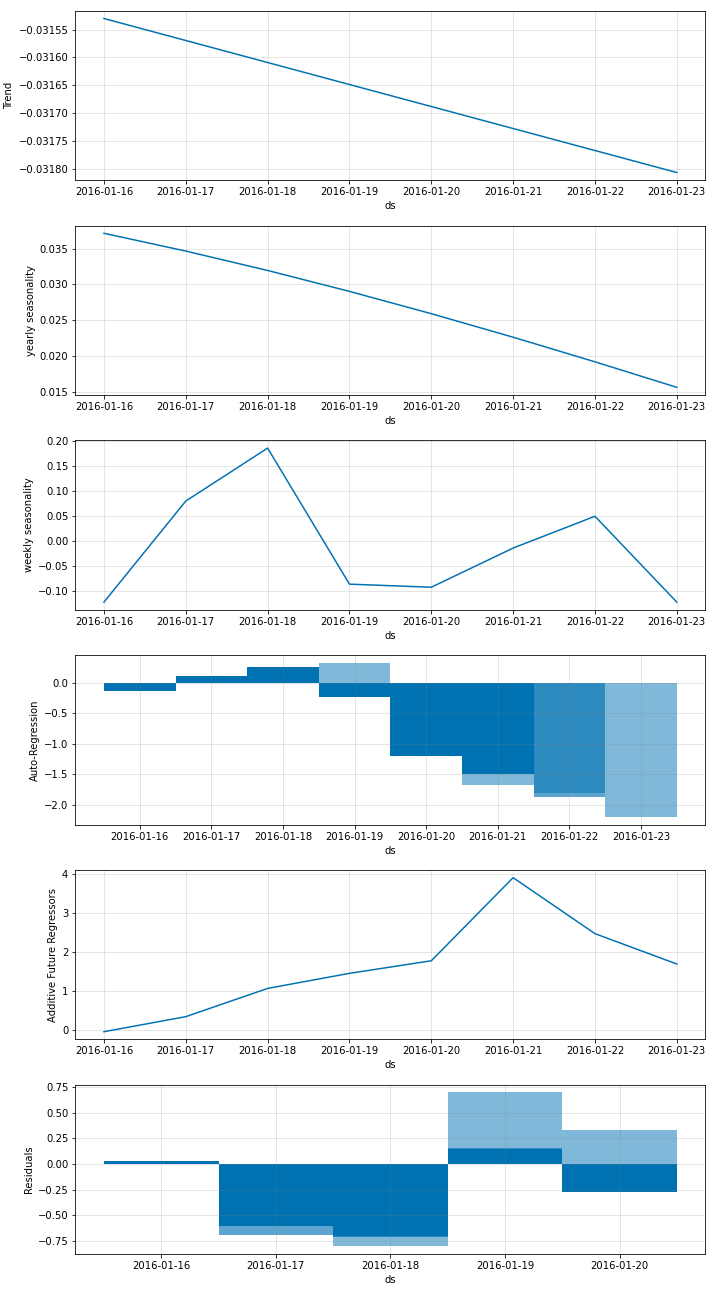 −0.03155
−0.03160
−0.03165
−0.03170
−0.03175
−0.03180
Trend
2016-01-16 2016-01-17 2016-01-18 2016-01-19 2016-01-20 2016-01-21 2016-01-22 2016-01-23
ds
0.035
0.030
0.025
0.020
0.015
yearly seasonality
2016-01-16 2016-01-17 2016-01-18 2016-01-19 2016-01-20 2016-01-21 2016-01-22 2016-01-23
ds
0.20
0.15
0.10
0.05
0.00
−0.05
−0.10
weekly seasonality
2016-01-16 2016-01-17 2016-01-18 2016-01-19 2016-01-20 2016-01-21 2016-01-22 2016-01-23
ds
0.0
−0.5
−1.0
−1.5
−2.0
Auto-Regression
2016-01-16 2016-01-17 2016-01-18 2016-01-19 2016-01-20 2016-01-21 2016-01-22 2016-01-23
ds
4
3
2
1
0
Additive Future Regressors
2016-01-16 2016-01-17 2016-01-18 2016-01-19 2016-01-20 2016-01-21 2016-01-22 2016-01-23
ds
0.75
0.50
0.25
0.00
−0.25
−0.50
−0.75
Residuals
2016-01-16 2016-01-17 2016-01-18 2016-01-19 2016-01-20
ds